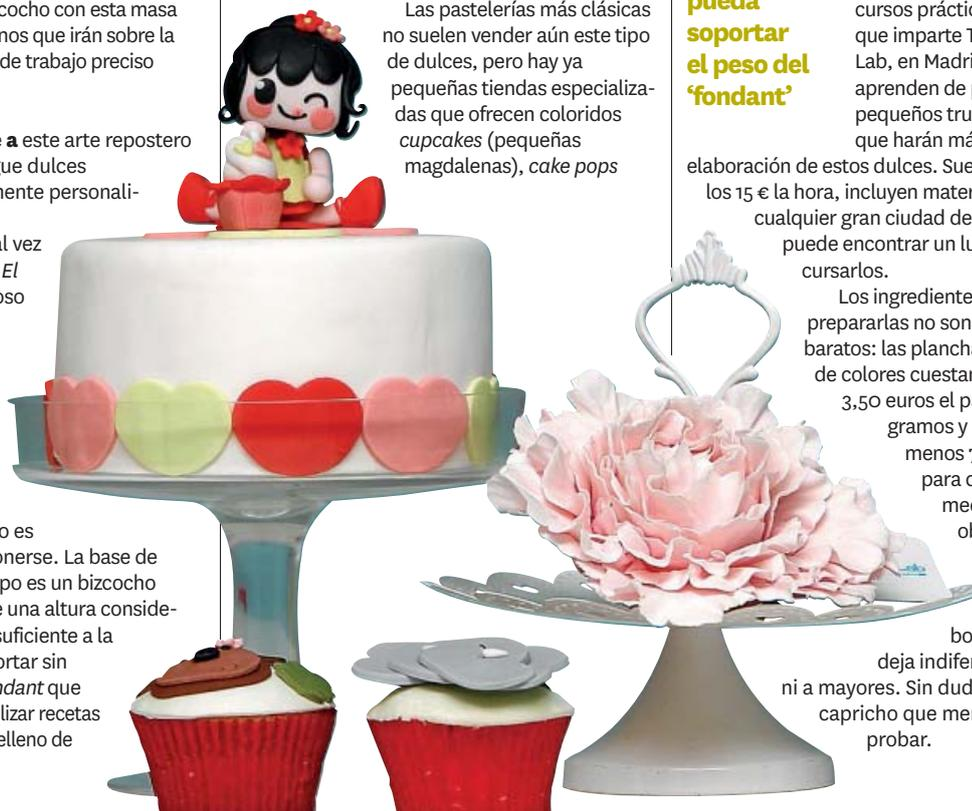 cocho con esta masa
nos que irán sobre la
de trabajo preciso
a este arte repostero
gue dulces
mente personali-
al vez
El
oso
o es
onerse. La base de
po es un bizcocho
e una altura conside-
suficiente a la
ortar sin
ndant que
lizar recetas
elleno de
Las pastelerías más clásicas
no suelen vender aún este tipo
de dulces, pero hay ya
pequeñas tiendas especializa-
das que ofrecen coloridos
cupcakes (pequeñas
magdalenas), cake pops
pueda
soportar
el peso del
‘fondant’
cursos práctic
que imparte T
Lab, en Madri
aprenden de p
pequeños tru
que harán má
elaboración de estos dulces. Sue
los 15 € la hora, incluyen mater
cualquier gran ciudad de
puede encontrar un lu
cursarlos.
Los ingrediente
prepararlas no son
baratos: las plancha
de colores cuestan
3,50 euros el p
gramos y
menos
para c
med
ob
bo
deja indifer
ni a mayores. Sin dud
capricho que mer
probar.